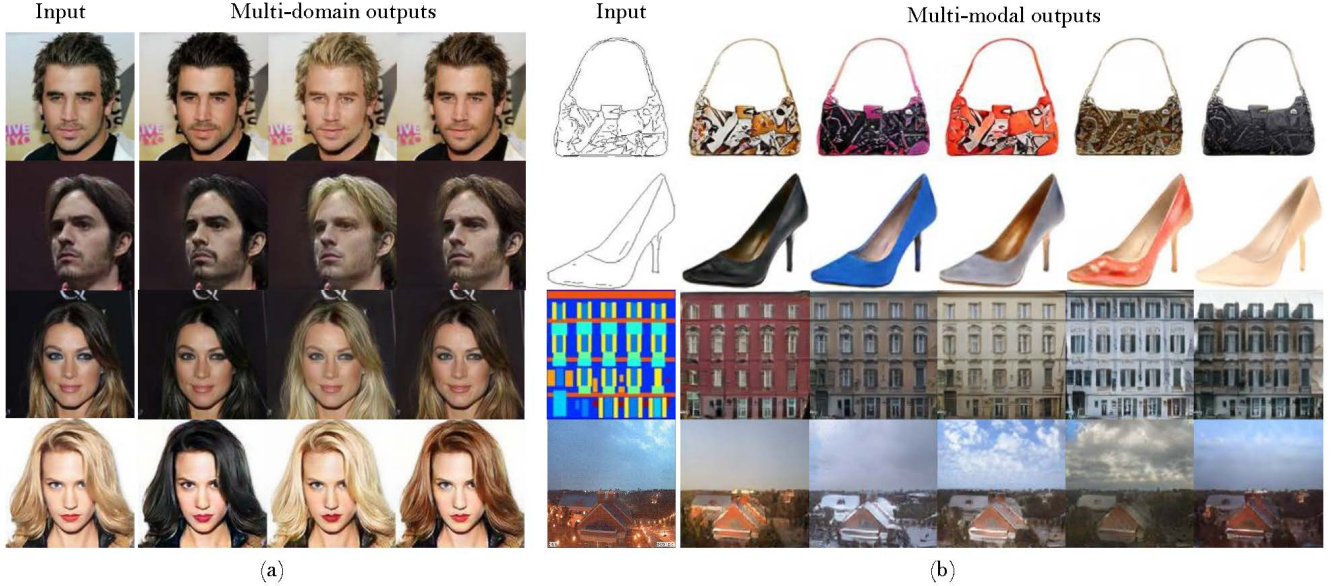 Input
Multi-domain outputs
Input
Multi-modal outputs
(a)
(b)